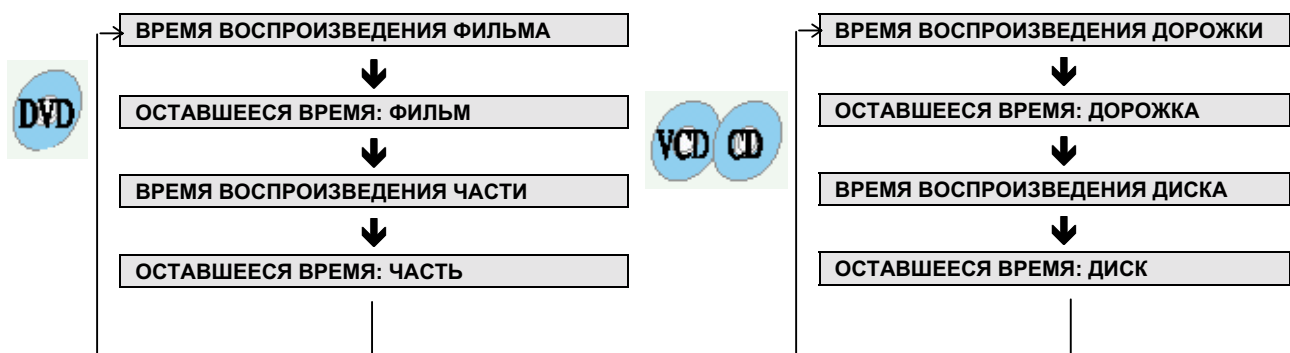 ВРЕМЯ ВОСПРОИЗВЕДЕНИЯ ФИЛЬМА
DVD
ОСТАВШЕЕСЯ ВРЕМЯ: ФИЛЬМ
ВРЕМЯ ВОСПРОИЗВЕДЕНИЯ ЧАСТИ
ОСТАВШЕЕСЯ ВРЕМЯ: ЧАСТЬ
ВРЕМЯ ВОСПРОИЗВЕДЕНИЯ ДОРОЖКИ
ОСТАВШЕЕСЯ ВРЕМЯ: ДОРОЖКА
VCD CD
ВРЕМЯ ВОСПРОИЗВЕДЕНИЯ ДИСКА
ОСТАВШЕЕСЯ ВРЕМЯ: ДИСК